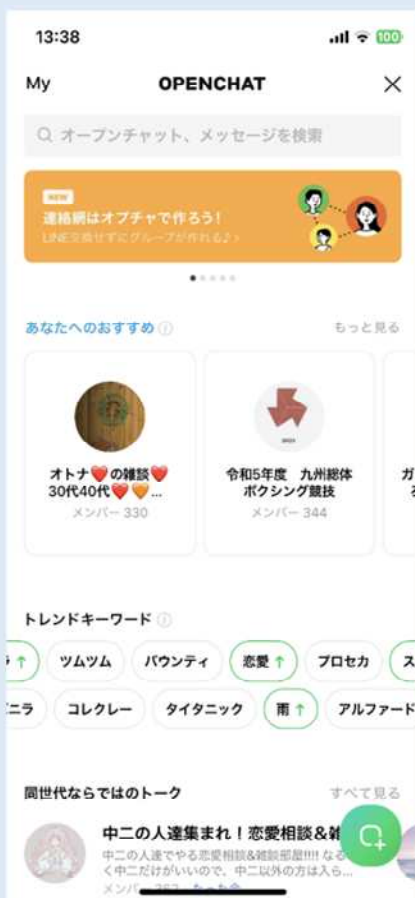 13:38
100
My
OPENCHAT
オープンチャット、メッセージを検索
NEW
連絡網はオプチャで作ろう!
LINE交換せずにグループが作れる♪ >
あなたへのおすすめ
もっと見る
オトナ❤️の雑談❤️
30代40代❤️🧡...
メンバー 330
令和5年度 九州総体
ボクシング競技
メンバー 344
ガ
トレンドキーワード
↑
ツムツム
バウンティ
恋愛 ↑
プロセカ
ス
ニラ
コレクレー
タイタニック
雨 ↑
アルファード
同世代ならではのトーク
すべて見る
中二の人達集まれ!恋愛相談&雑
中二の人達でやる恋愛相談&雑談部屋!!!! なる
く中二だけがいいので、中二以外の方は入ら...